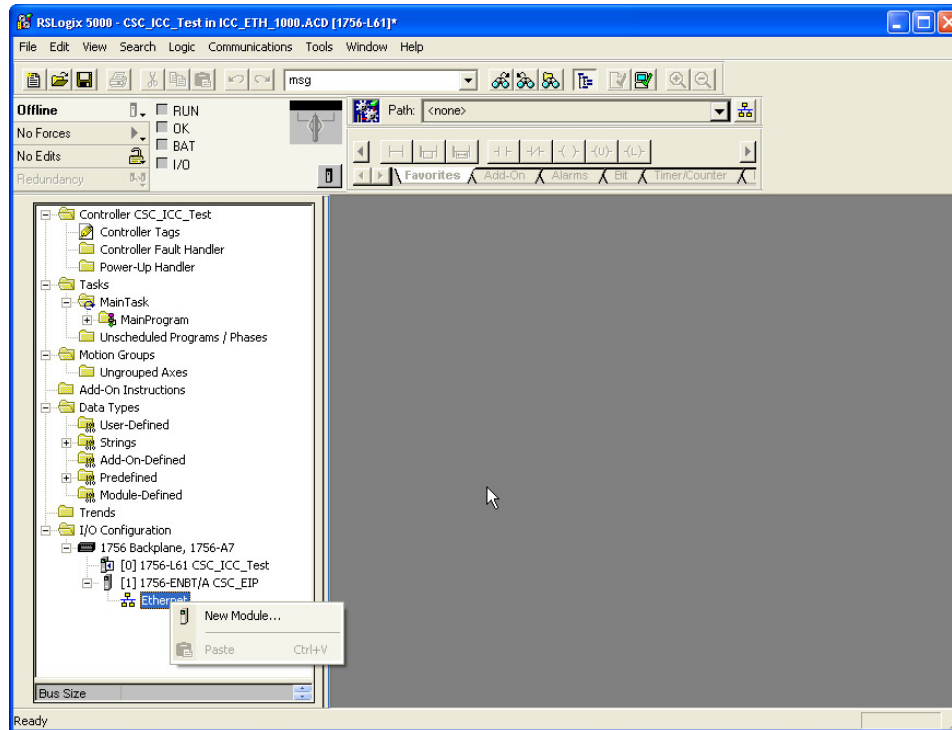 RSLogix 5000 - CSC_ICC_Test in ICC_ETH_1000.ACD [1756-L61]*
File Edit View Search Logic Communications Tools Window Help
msg
Offline
RUN
No Forces
OK
No Edits
BAT
Redundancy
I/O
Path: <none>
Favorites Add-On Alarms Bit Timer/Counter
Controller CSC_ICC_Test
Controller Tags
Controller Fault Handler
Power-Up Handler
Tasks
MainTask
MainProgram
Unscheduled Programs / Phases
Motion Groups
Ungrouped Axes
Add-On Instructions
Data Types
User-Defined
Strings
Add-On-Defined
Predefined
Module-Defined
Trends
I/O Configuration
1756 Backplane, 1756-A7
[0] 1756-L61 CSC_ICC_Test
[1] 1756-ENBT/A CSC_EIP
Ethernet
New Module...
Paste Ctrl+V
Bus Size
Ready